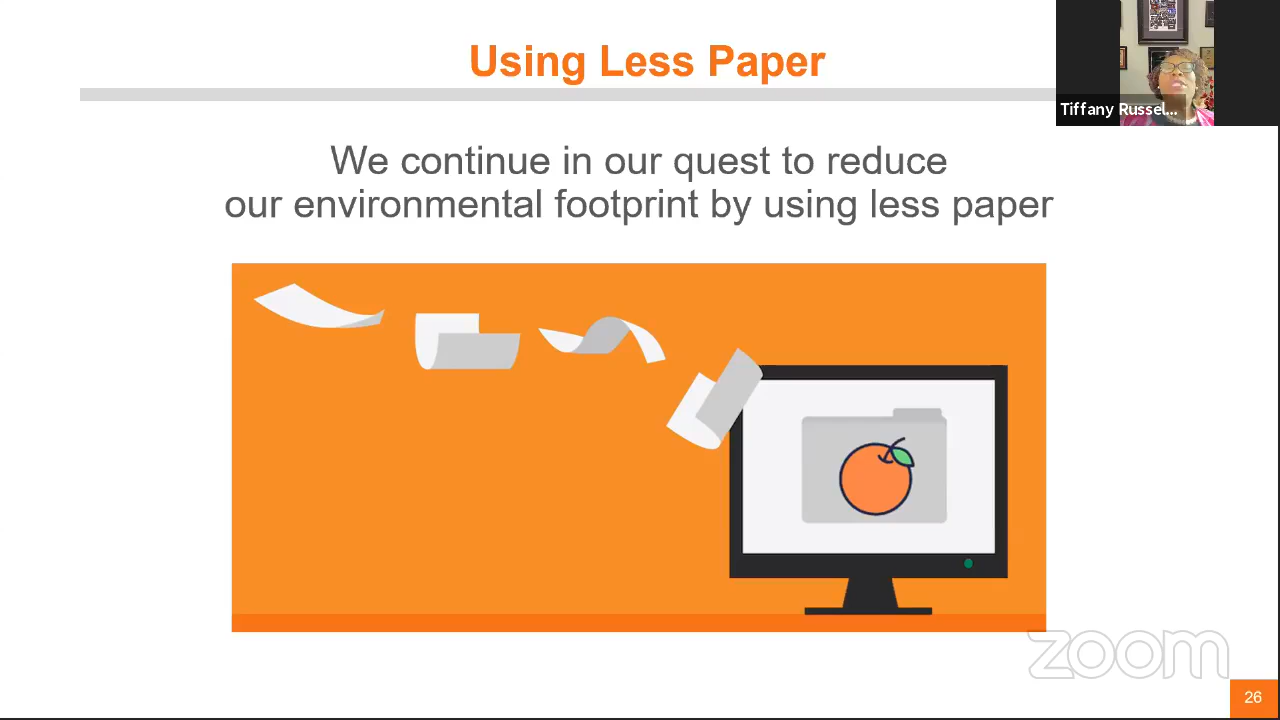 Using Less Paper
Tiffany Russel...
We continue in our quest to reduce
our environmental footprint by using less paper
zoom
26